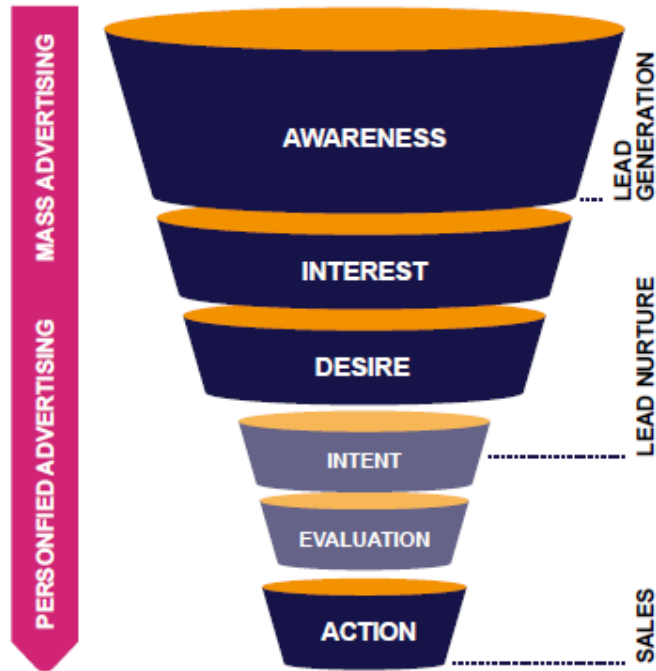 MASS ADVERTISING
PERSONFIED ADVERTISING
AWARENESS
INTEREST
DESIRE
INTENT
EVALUATION
ACTION
LEAD
GENERATION
LEAD NURTURE
SALES